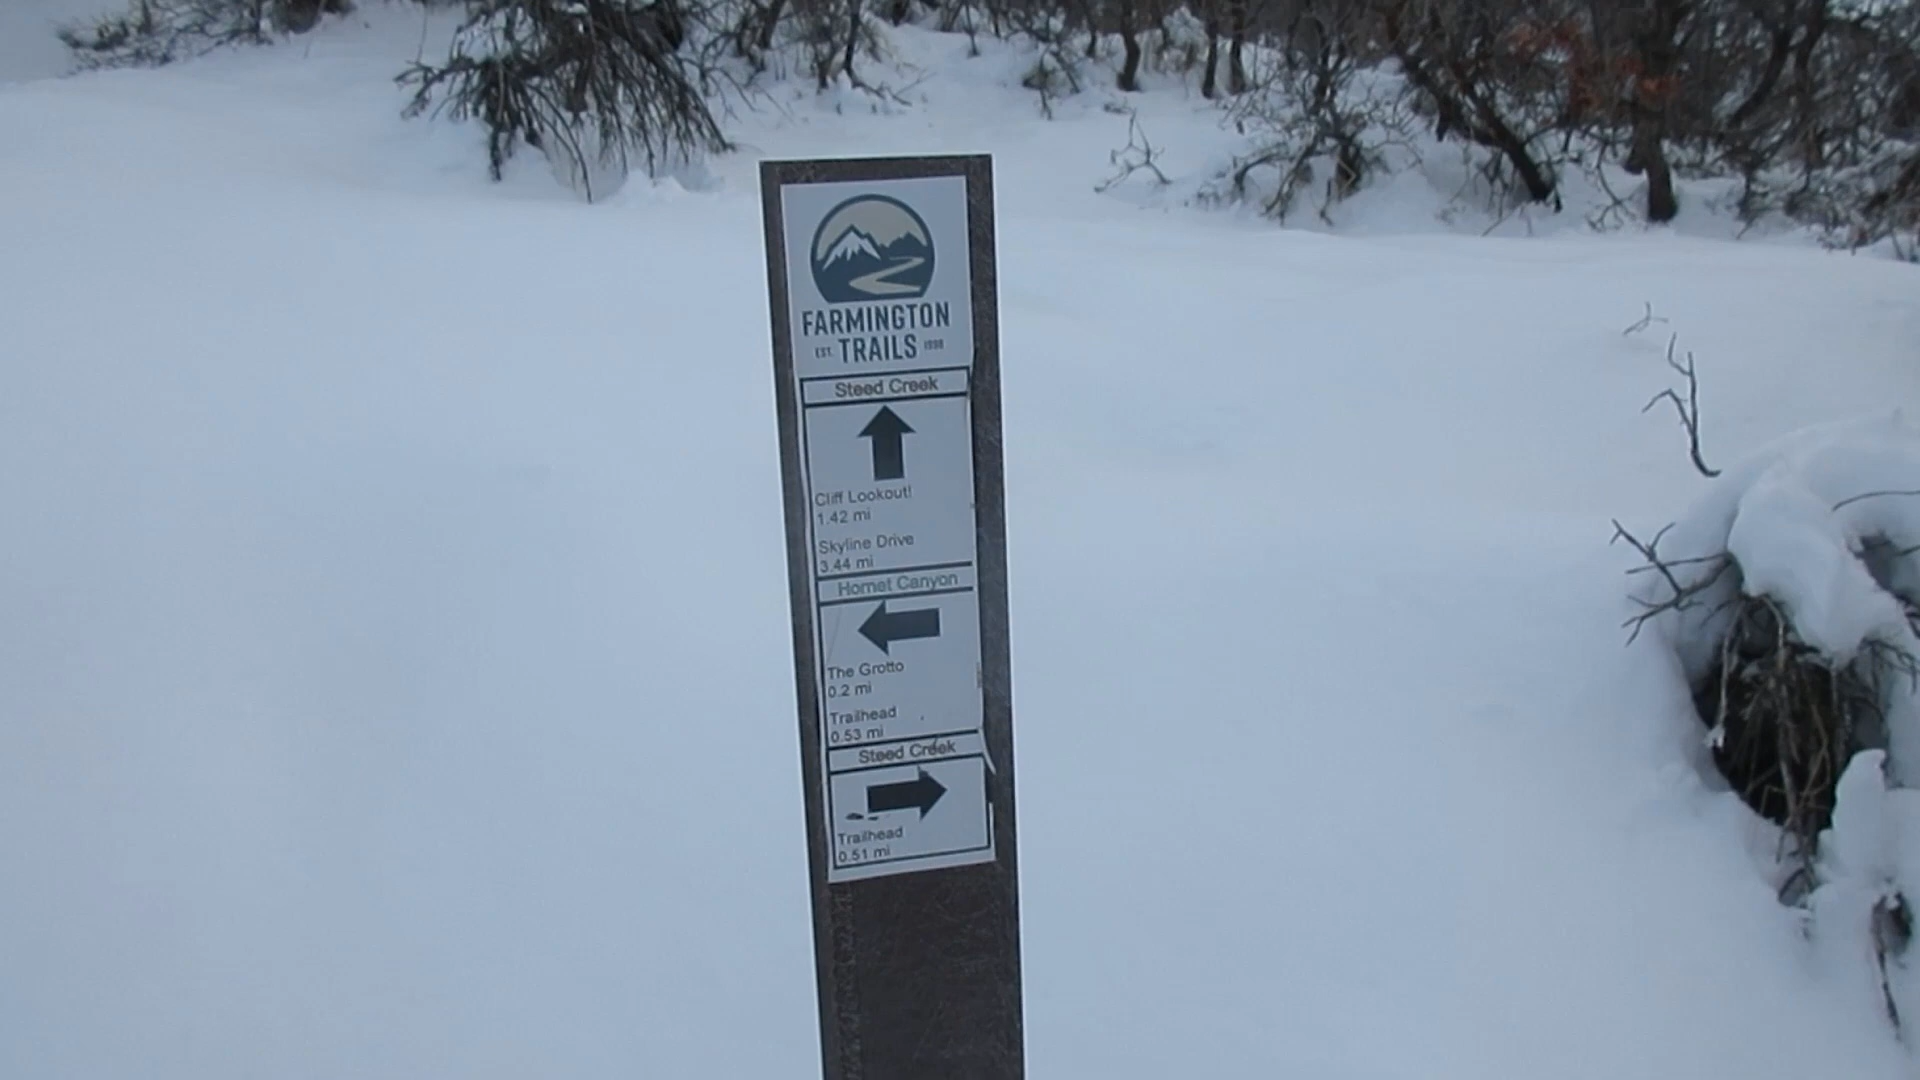 FARMINGTON
EST. TRAILS 1998
Steed Creek
Cliff Lookout!
1.42 mi
Skyline Drive
3.44 mi
Hornet Canyon
The Grotto
0.2 mi
Trailhead
0.53 mi
Steed Creek
Trailhead
0.51 mi